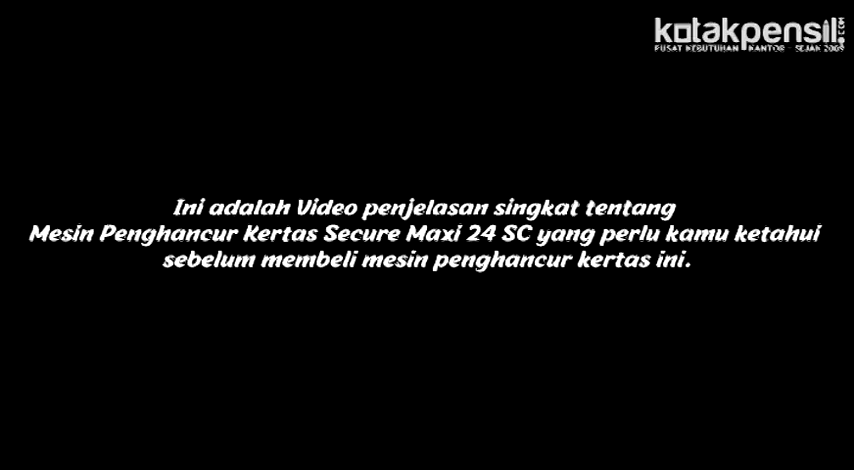 kotakpensil.com
PUSAT KEBUTUHAN KANTOR - SEJAK 2009
Ini adalah Video penjelasan singkat tentang
Mesin Penghancur Kertas Secure Maxi 24 SC yang perlu kamu ketahui
sebelum membeli mesin penghancur kertas ini.